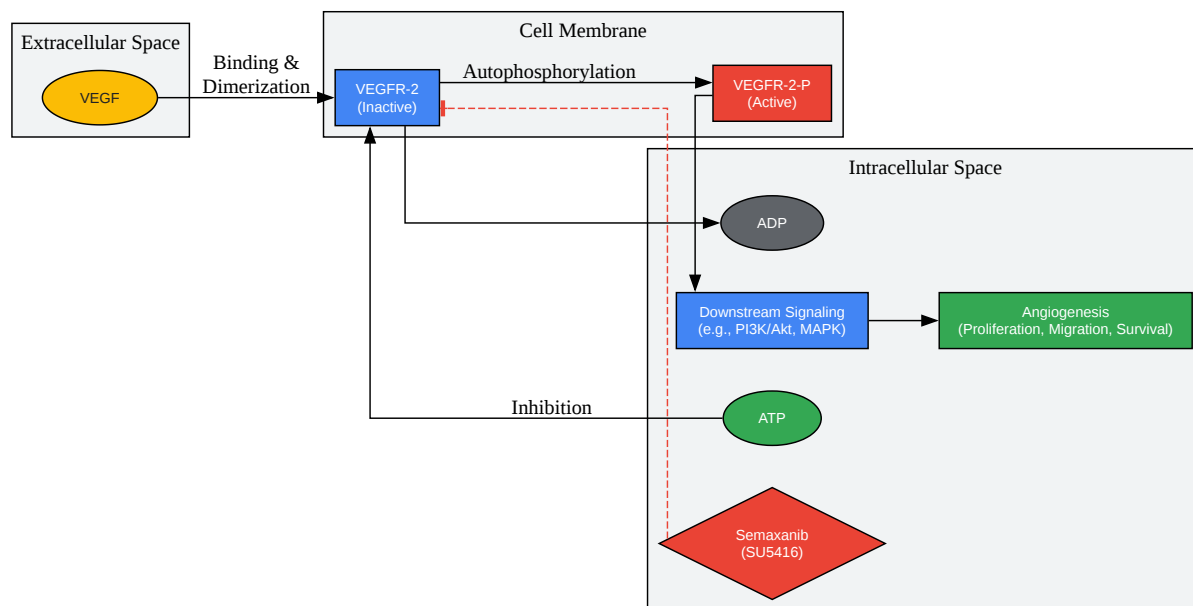 Cell Membrane
Extracellular Space
Binding &
Dimerization
VEGF
VEGFR-2
(Inactive)
Autophosphorylation
VEGFR-2-P
(Active)
Intracellular Space
ADP
Downstream Signaling
(e.g., PI3K/Akt, MAPK)
Angiogenesis
(Proliferation, Migration, Survival)
Inhibition
ATP
Semaxanib
(SU5416)